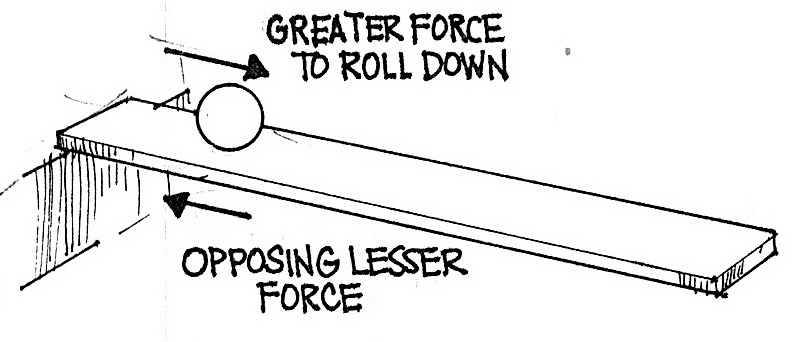 GREATER FORCE
TO ROLL DOWN
OPPOSING LESSER
FORCE